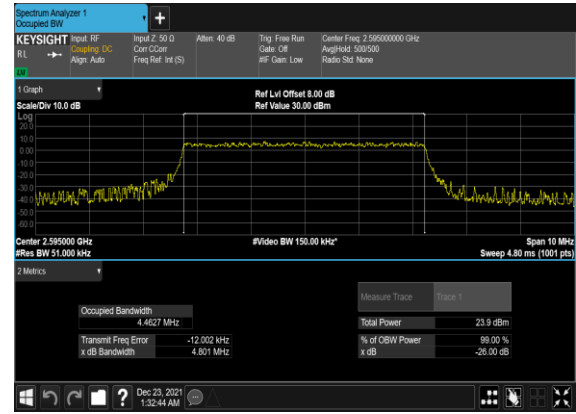 Spectrum Analyzer 1
Occupied BW
KEYSIGHT Input: RF Input Z: 50 Ω Atten: 40 dB Trig: Free Run Center Freq: 2.595000000 GHz
RL Coupling: DC Corr CCorr Gate: Off Avg|Hold: 500/500
Align: Auto Freq Ref: Int (S) #IF Gain: Low Radio Std: None
1 Graph
Ref Lvl Offset 8.00 dB
Scale/Div 10.0 dB Ref Value 30.00 dBm
Log
20.0
10.0
0.00
-10.0
-20.0
-30.0
-40.0
-50.0
-60.0
Center 2.595000 GHz #Video BW 150.00 kHz* Span 10 MHz
#Res BW 51.000 kHz Sweep 4.80 ms (1001 pts)
2 Metrics
Measure Trace Trace 1
Occupied Bandwidth
4.4627 MHz
Total Power 23.9 dBm
Transmit Freq Error -12.002 kHz % of OBW Power 99.00 %
x dB Bandwidth 4.801 MHz x dB -26.00 dB
Dec 23, 2021
1:32:44 AM